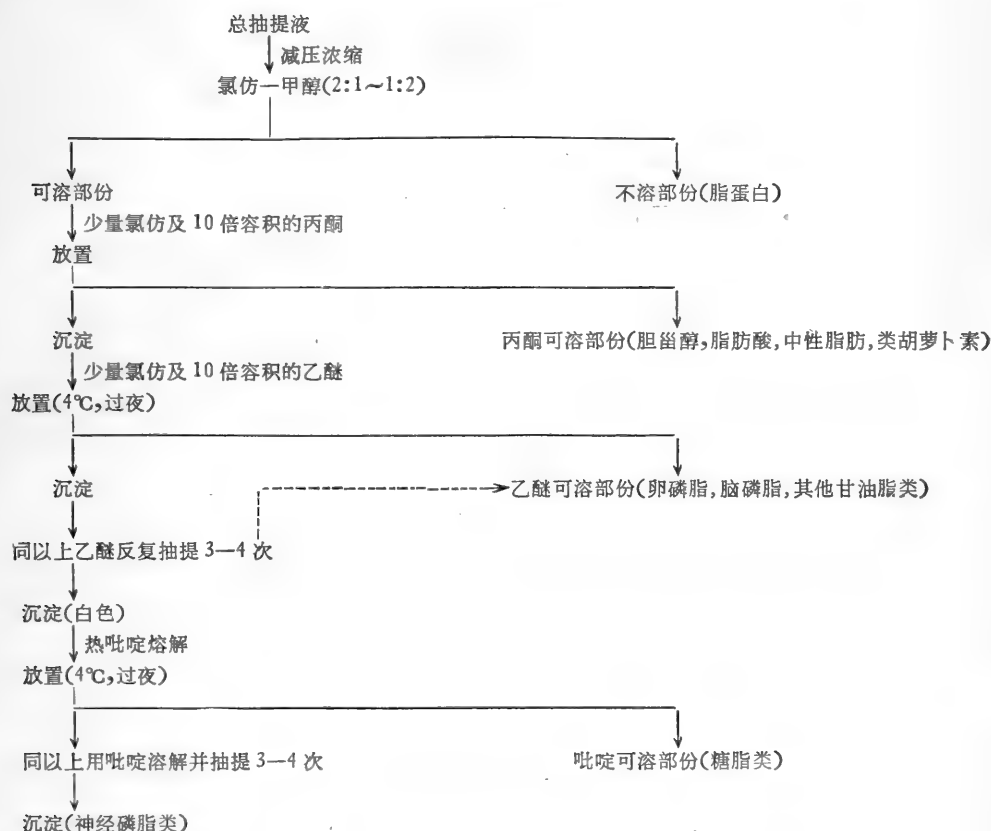 总抽提液
减压浓缩
氯仿一甲醇(2:1～1:2)
可溶部份
不溶部份(脂蛋白)
少量氯仿及 10 倍容积的丙酮
放置
沉淀
丙酮可溶部份(胆甾醇,脂肪酸,中性脂肪,类胡萝卜素)
少量氯仿及 10 倍容积的乙醚
放置(4℃,过夜)
沉淀
乙醚可溶部份(卵磷脂,脑磷脂,其他甘油脂类)
同以上乙醚反复抽提 3—4 次
沉淀(白色)
热吡啶熔解
放置(4℃,过夜)
同以上用吡啶溶解并抽提 3—4 次
吡啶可溶部份(糖脂类)
沉淀(神经磷脂类)